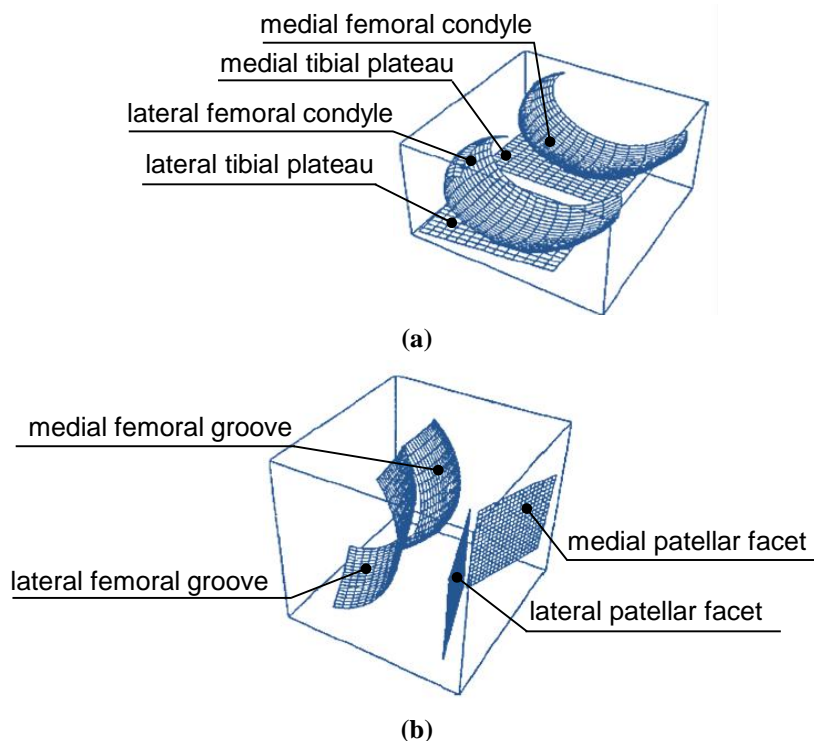 medial femoral condyle
medial tibial plateau
lateral femoral condyle
lateral tibial plateau
(a)
medial femoral groove
medial patellar facet
lateral femoral groove
lateral patellar facet
(b)